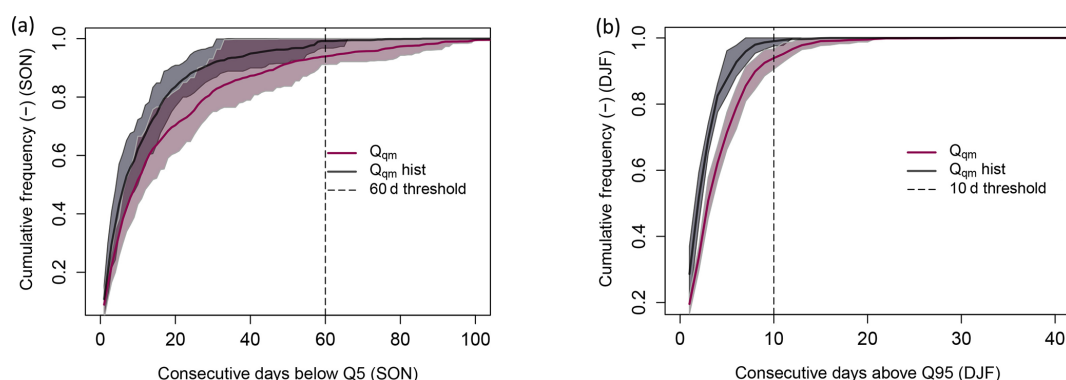 (a)
Cumulative frequency (−) (SON)
1.0
0.8
0.6
0.4
0.2
Qqm
Qqm hist
60 d threshold
0 20 40 60 80 100
Consecutive days below Q5 (SON)
(b)
Cumulative frequency (−) (DJF)
1.0
0.8
0.6
0.4
0.2
Qqm
Qqm hist
10 d threshold
0 10 20 30 40
Consecutive days above Q95 (DJF)